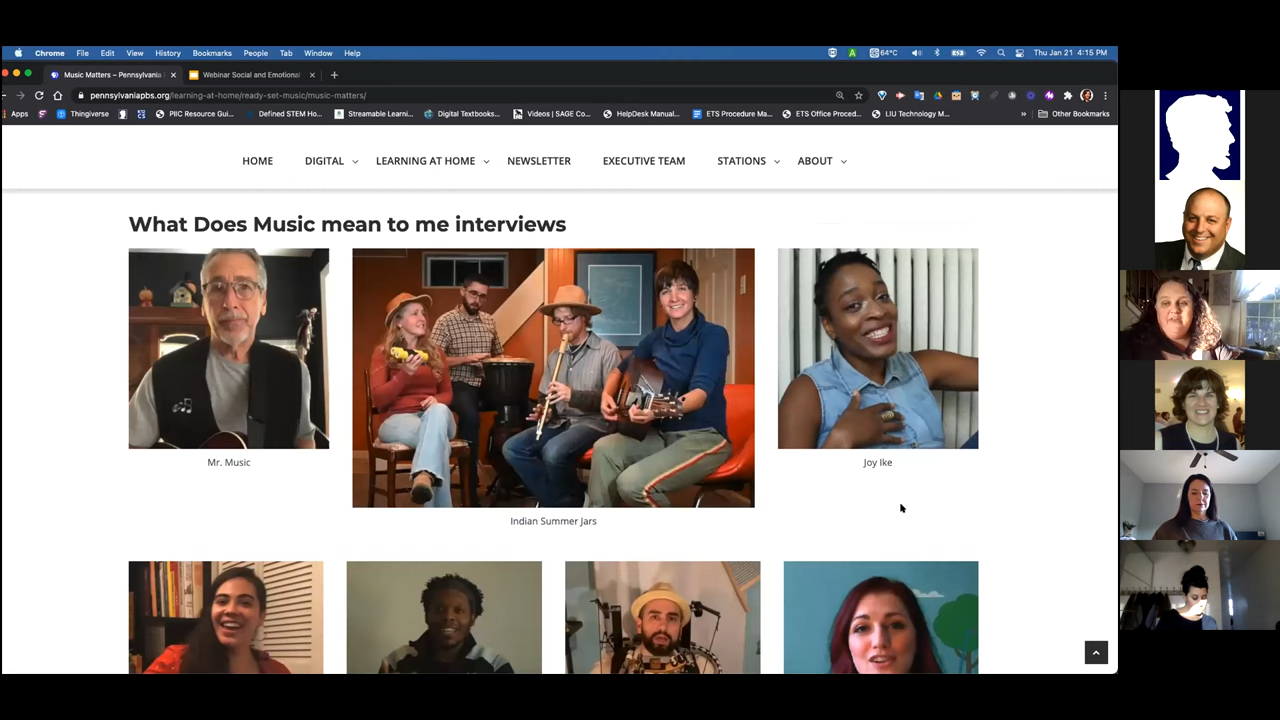 Chrome File Edit View History Bookmarks People Tab Window Help
64°C Thu Jan 21 4:15 PM
Music Matters – Pennsylvania
Webinar Social and Emotional
pennsylvaniapbs.org/learning-at-home/ready-set-music/music-matters/
Apps
Thingiverse
PIIC Resource Gui...
Defined STEM Ho...
Streamable Learni...
Digital Textbooks...
Videos | SAGE Co...
HelpDesk Manual...
ETS Procedure Ma...
ETS Office Proced...
LIU Technology M...
Other Bookmarks
HOME DIGITAL LEARNING AT HOME NEWSLETTER EXECUTIVE TEAM STATIONS ABOUT
What Does Music mean to me interviews
Mr. Music
Joy Ike
Indian Summer Jars